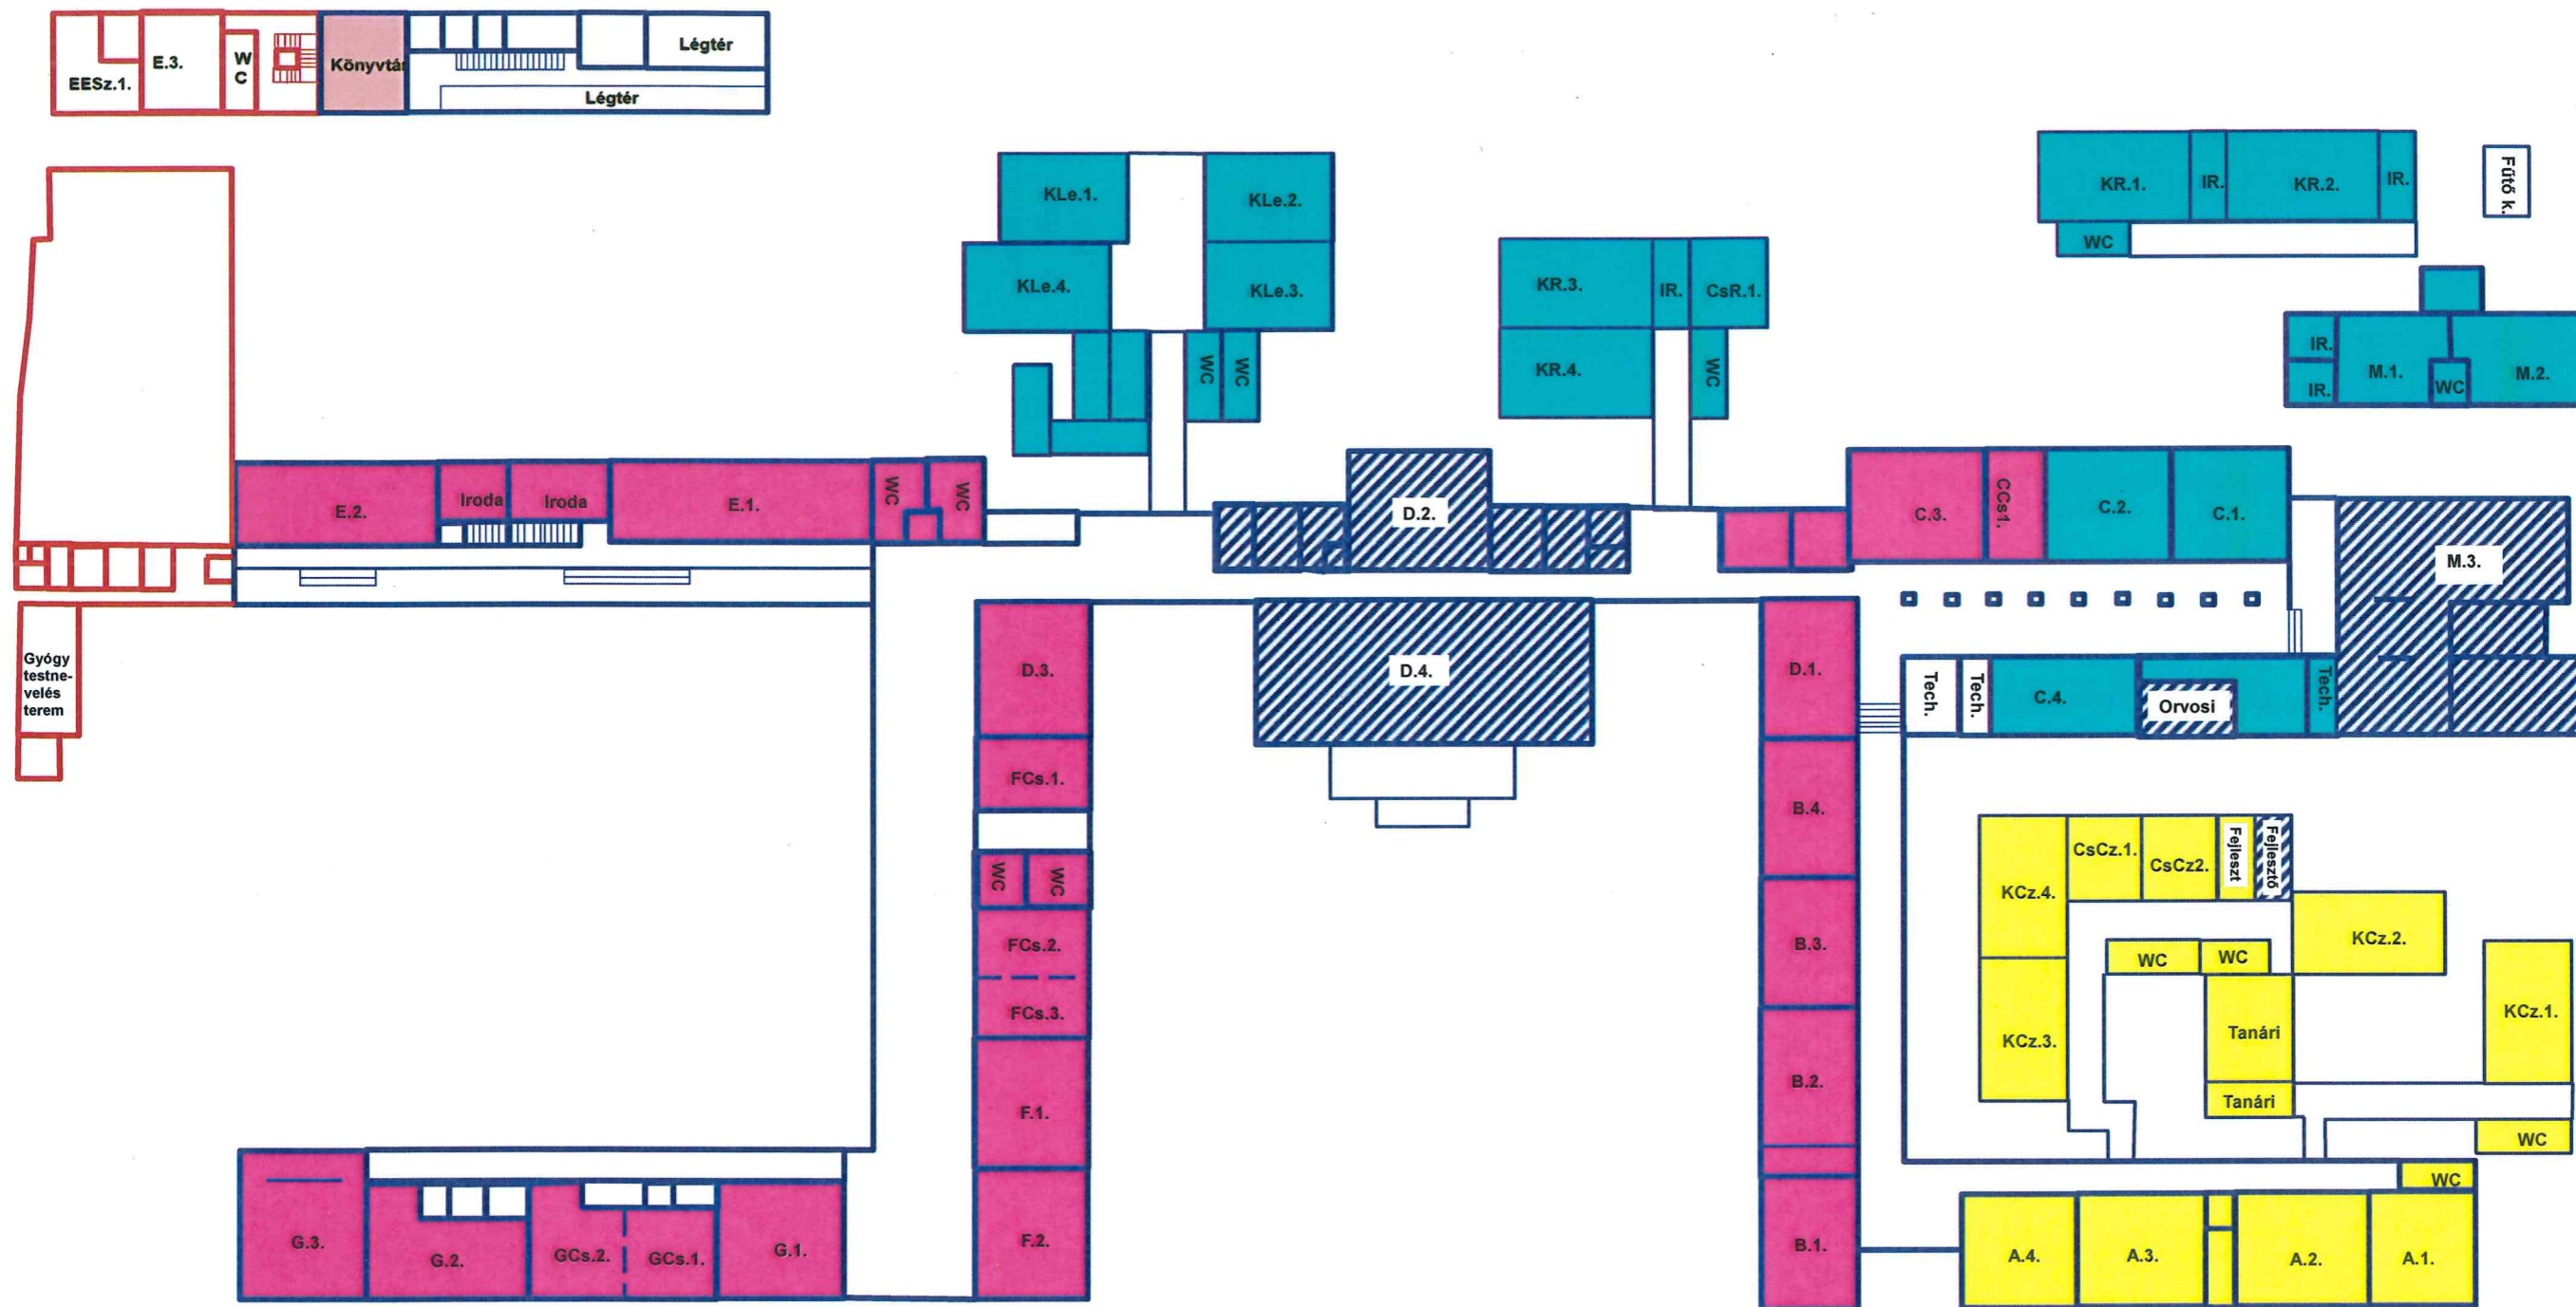 EESz.1.
E.3.
W
C
Könyvtár
Légtér
Légtér
KLe.1.
KLe.2.
KLe.4.
KLe.3.
WC
WC
KR.3.
IR.
CsR.1.
KR.4.
WC
KR.1.
IR.
KR.2.
IR.
WC
Fűtő k.
IR.
IR.
M.1.
WC
M.2.
E.2.
Iroda
Iroda
E.1.
WC
WC
D.2.
C.3.
CCs1.
C.2.
C.1.
M.3.
Gyógy
testne-
velés
terem
D.3.
D.4.
D.1.
Tech.
Tech.
C.4.
Orvosi
Tech.
FCs.1.
B.4.
WC
WC
FCs.2.
B.3.
FCs.3.
F.1.
B.2.
F.2.
B.1.
KCz.4.
CsCz.1.
CsCz2.
Fejleszt
Fejlesztő
KCz.2.
WC
WC
KCz.1.
KCz.3.
Tanári
Tanári
WC
WC
G.3.
G.2.
GCs.2.
GCs.1.
G.1.
A.4.
A.3.
A.2.
A.1.